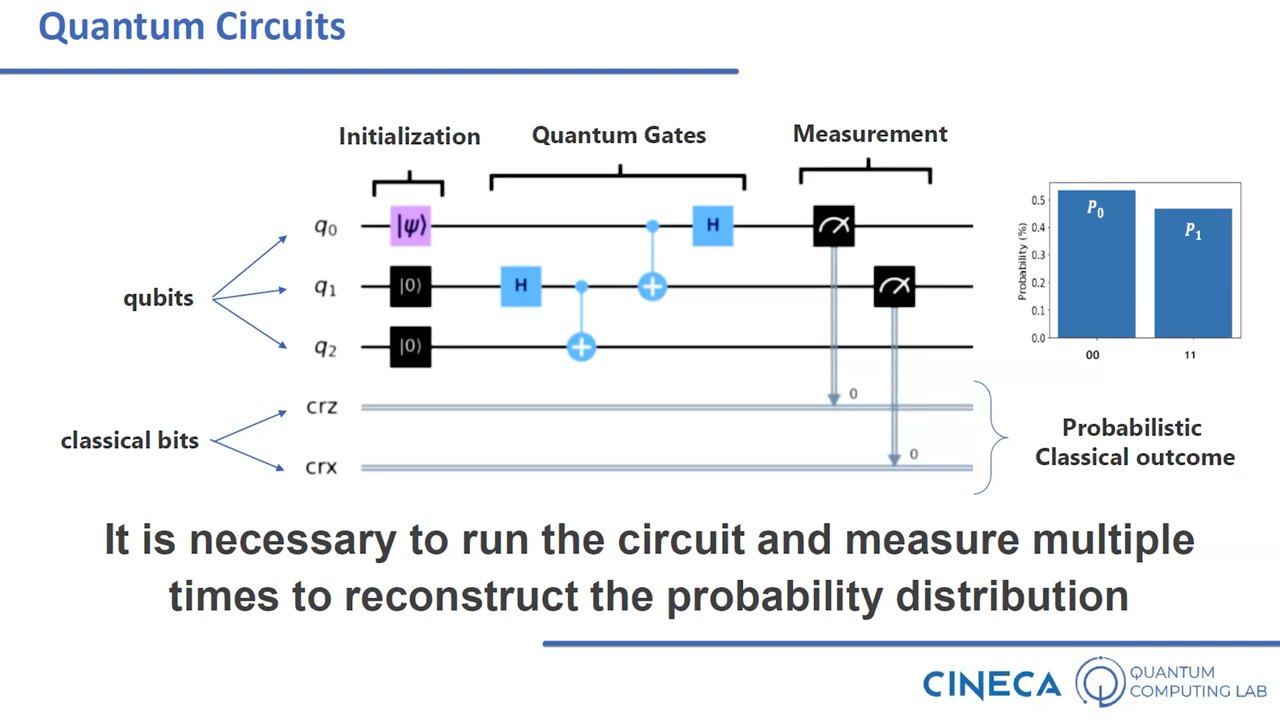 Quantum Circuits
Initialization
Quantum Gates
Measurement
q0
|ψ⟩
H
q1
|0⟩
H
q2
|0⟩
qubits
crz
0
crx
0
classical bits
Probability (%)
0.5
0.4
0.3
0.2
0.1
0.0
P0
P1
00
11
Probabilistic
Classical outcome
It is necessary to run the circuit and measure multiple
times to reconstruct the probability distribution
CINECA
QUANTUM
COMPUTING LAB